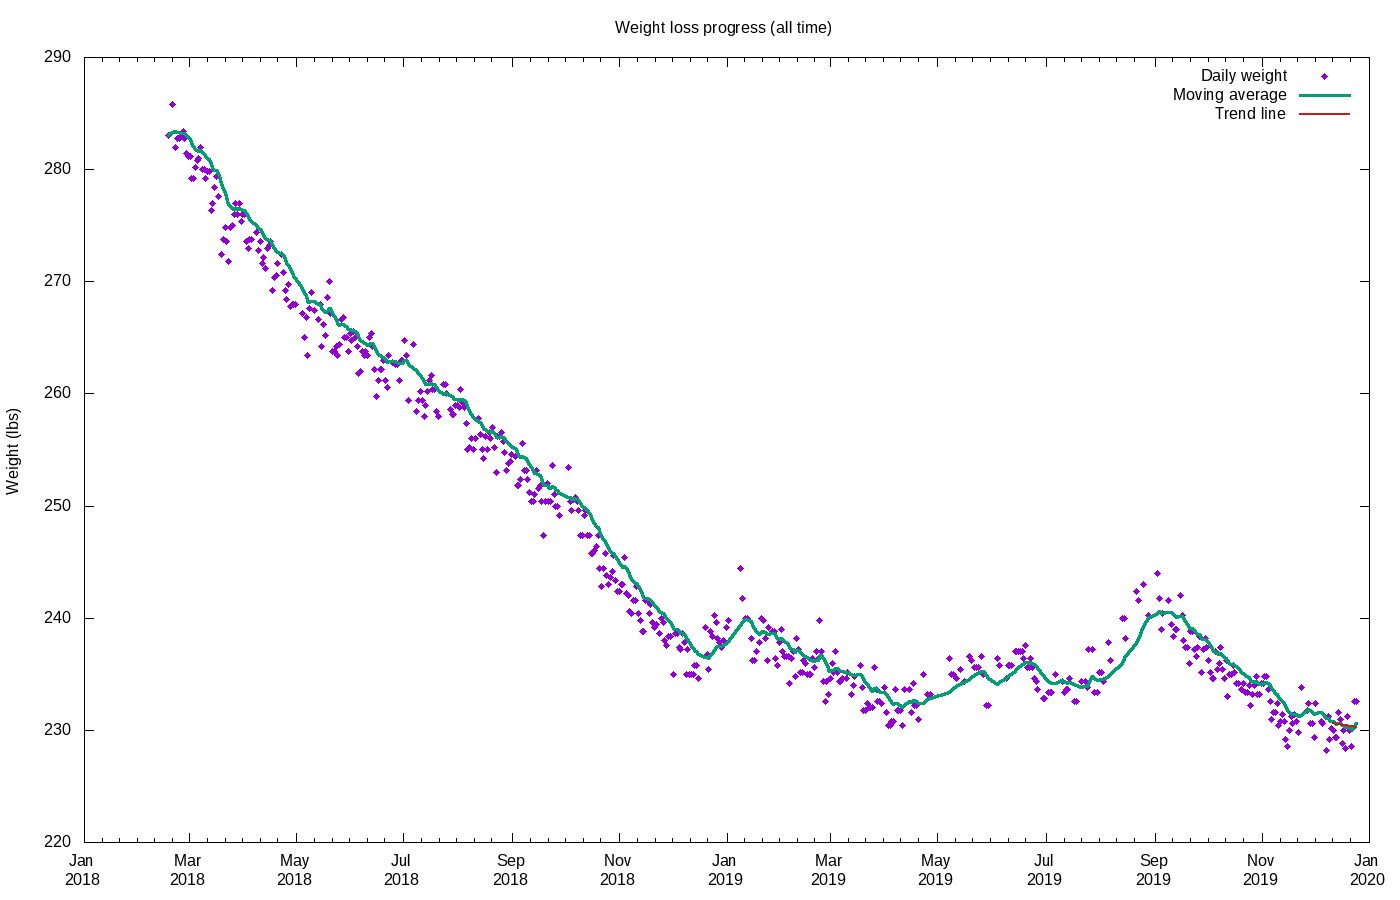 Weight loss progress (all time)
290
280
270
260
250
240
230
220
Weight (lbs)
Daily weight
Moving average
Trend line
Jan Mar May Jul Sep Nov Jan Mar May Jul Sep Nov Jan
2018 2018 2018 2018 2018 2018 2019 2019 2019 2019 2019 2019 2020